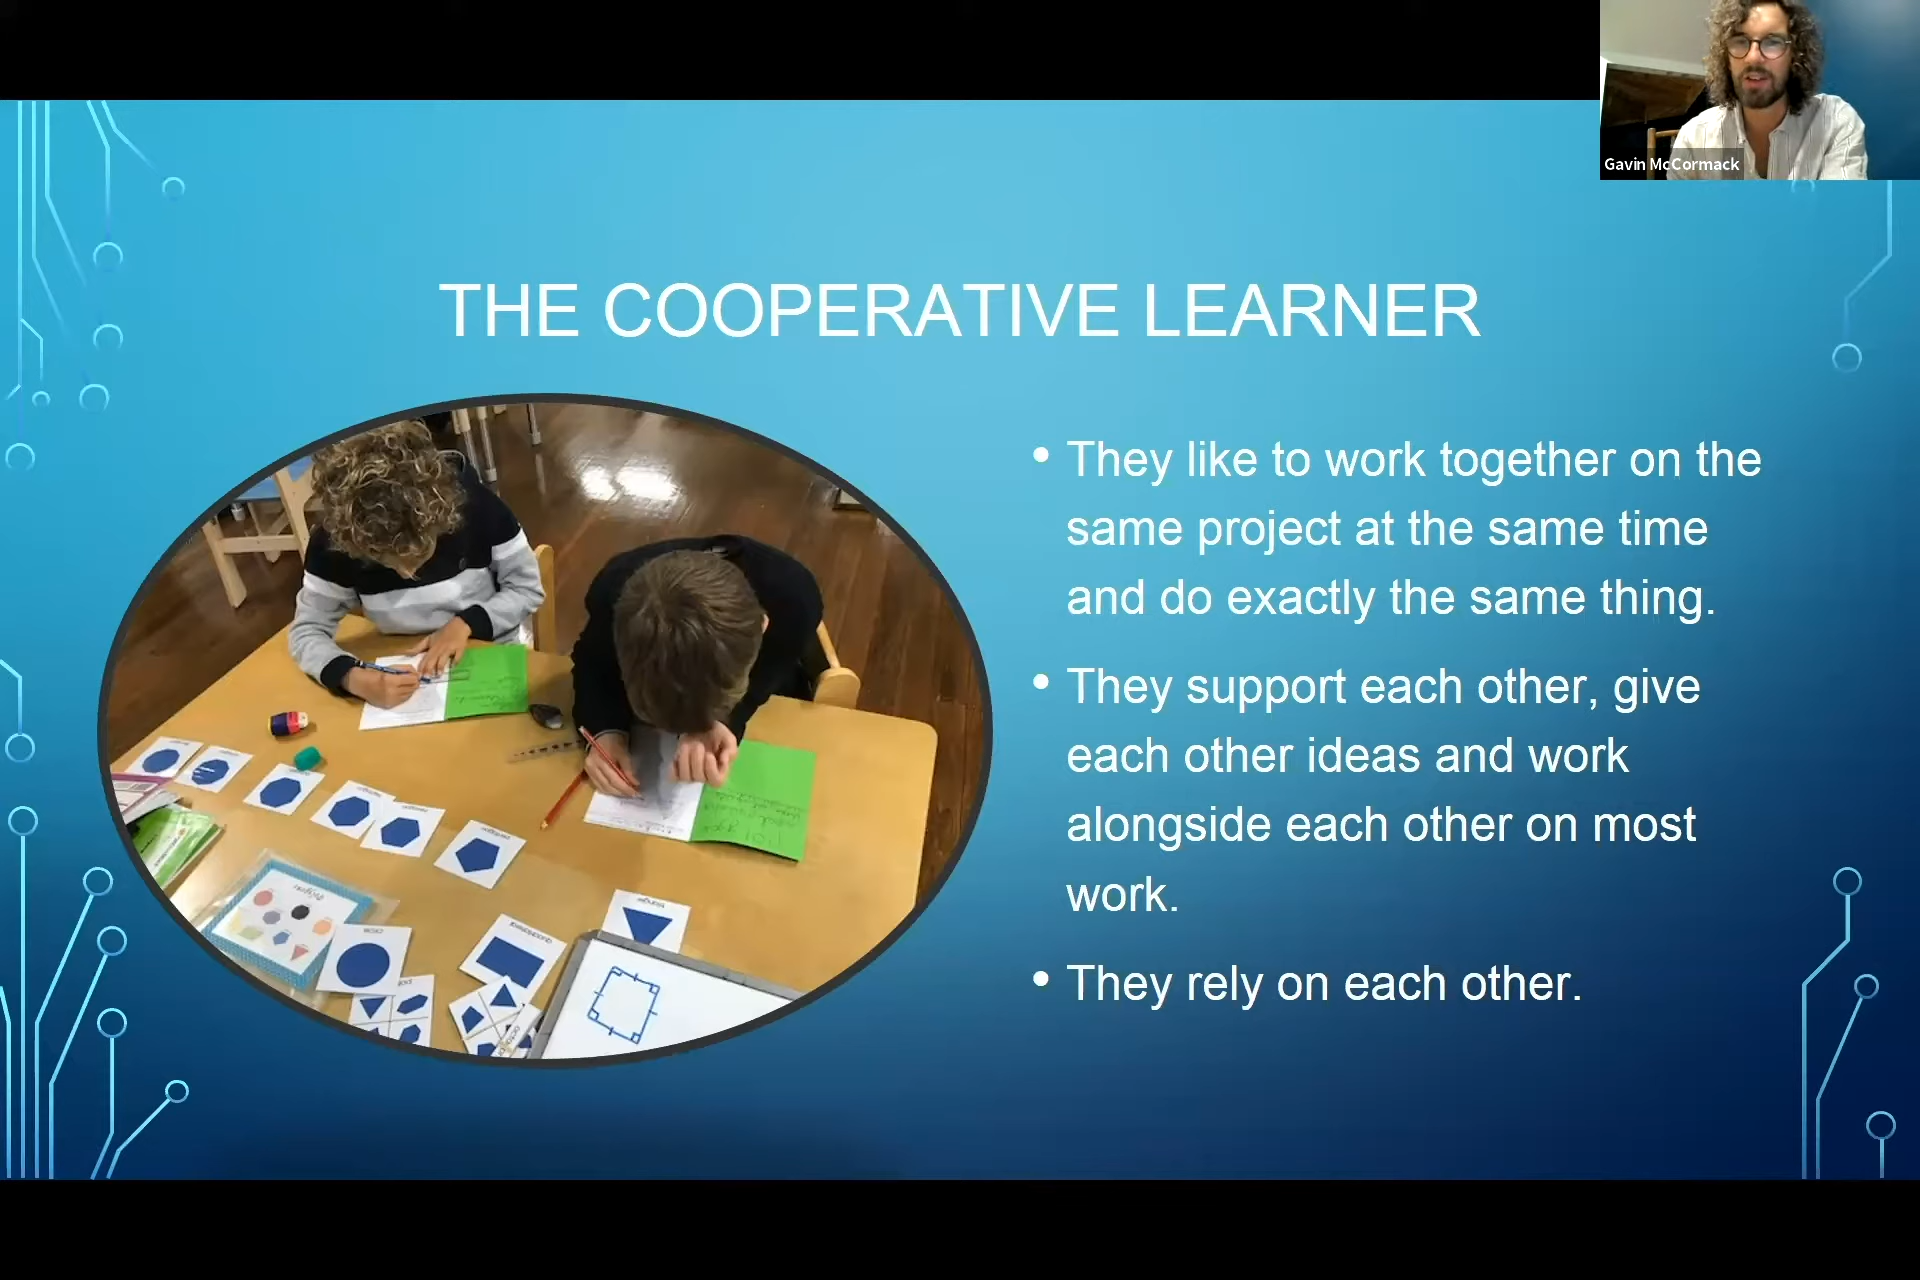 Gavin McCormack
THE COOPERATIVE LEARNER
• They like to work together on the
same project at the same time
and do exactly the same thing.
• They support each other, give
each other ideas and work
alongside each other on most
work.
• They rely on each other.